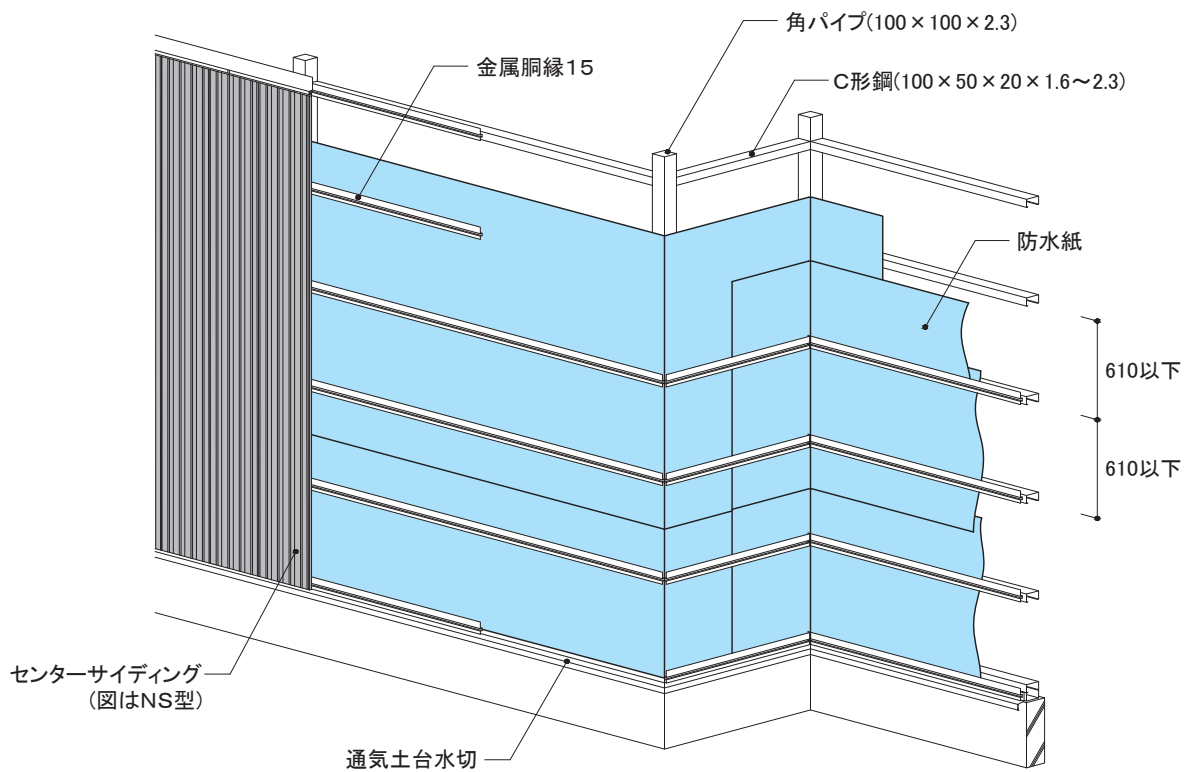 角パイプ(100×100×2.3)
金属胴縁15
C形鋼(100×50×20×1.6～2.3)
防水紙
610以下
610以下
センターサイディング
(図はNS型)
通気土台水切